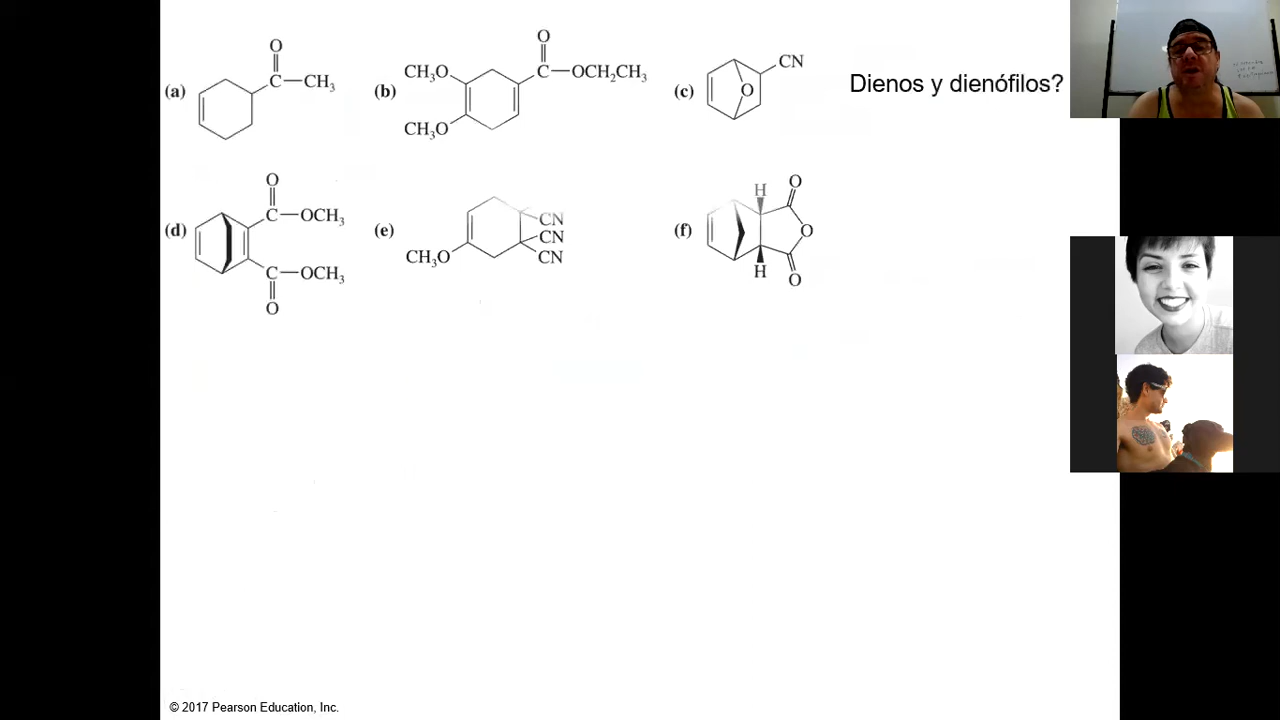 (a)
O
C—CH₃
(b)
CH₃O
CH₃O
O
C—OCH₂CH₃
(c)
O
CN
Dienos y dienófilos?
(d)
O
C—OCH₃
C—OCH₃
O
(e)
CH₃O
CN
CN
CN
(f)
H
O
O
H
O
© 2017 Pearson Education, Inc.